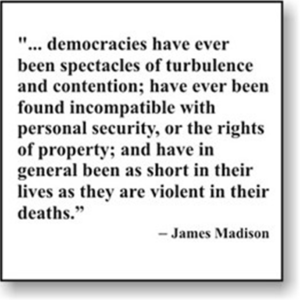 "... democracies have ever
been spectacles of turbulence
and contention; have ever been
found incompatible with
personal security, or the rights
of property; and have in
general been as short in their
lives as they are violent in their
deaths.”
– James Madison